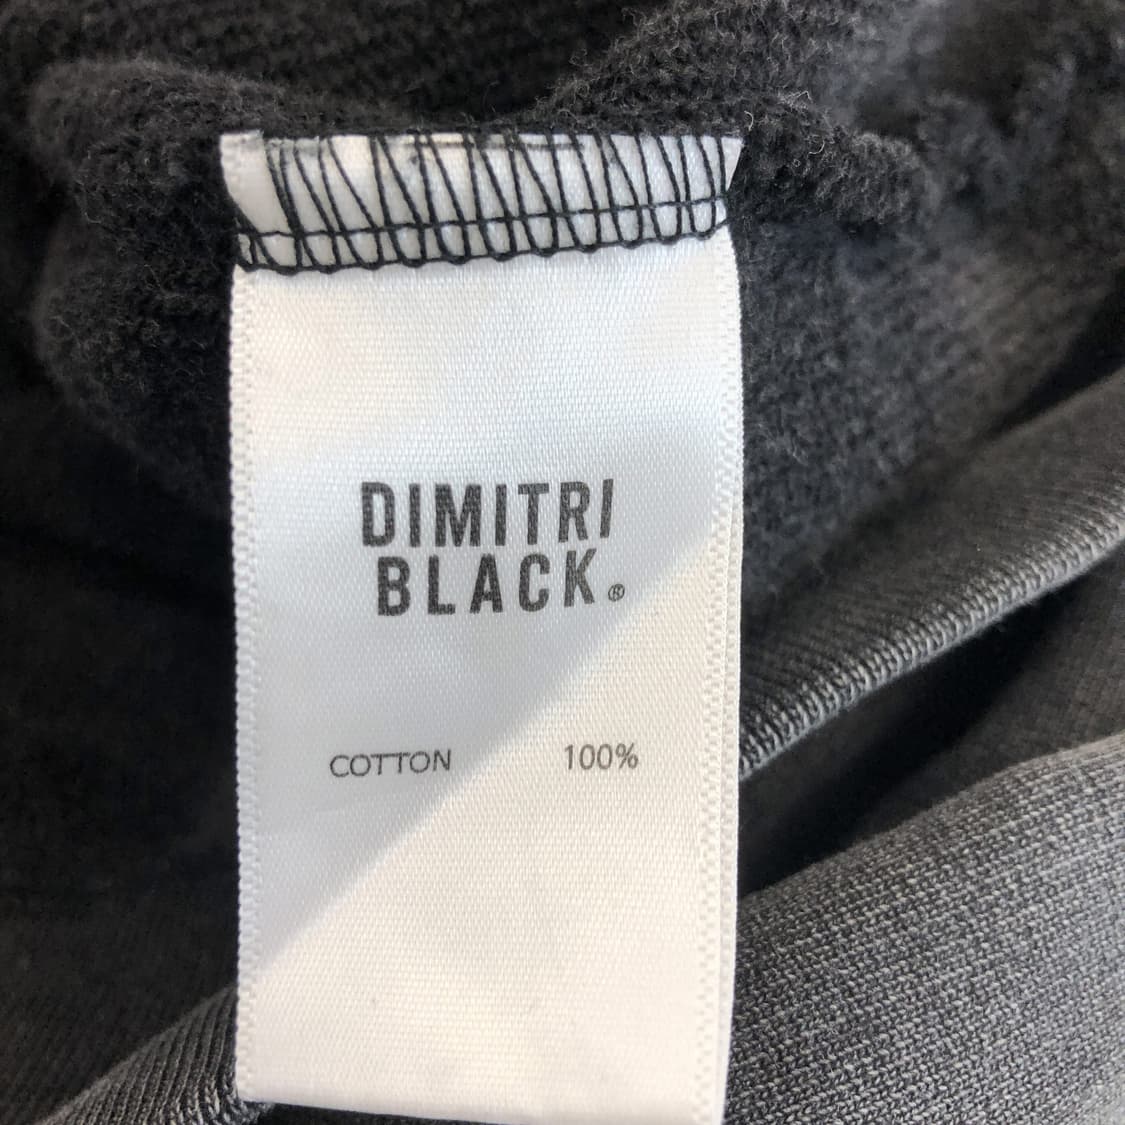 DIMITRI
BLACK®
COTTON 100%